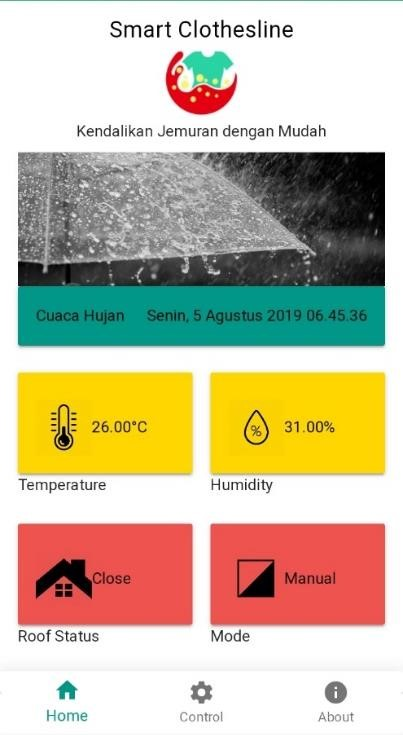 Smart Clothesline
Kendalikan Jemuran dengan Mudah
Cuaca Hujan Senin, 5 Agustus 2019 06.45.36
26.00°C
Temperature
% 31.00%
Humidity
Close
Roof Status
Manual
Mode
Home Control About